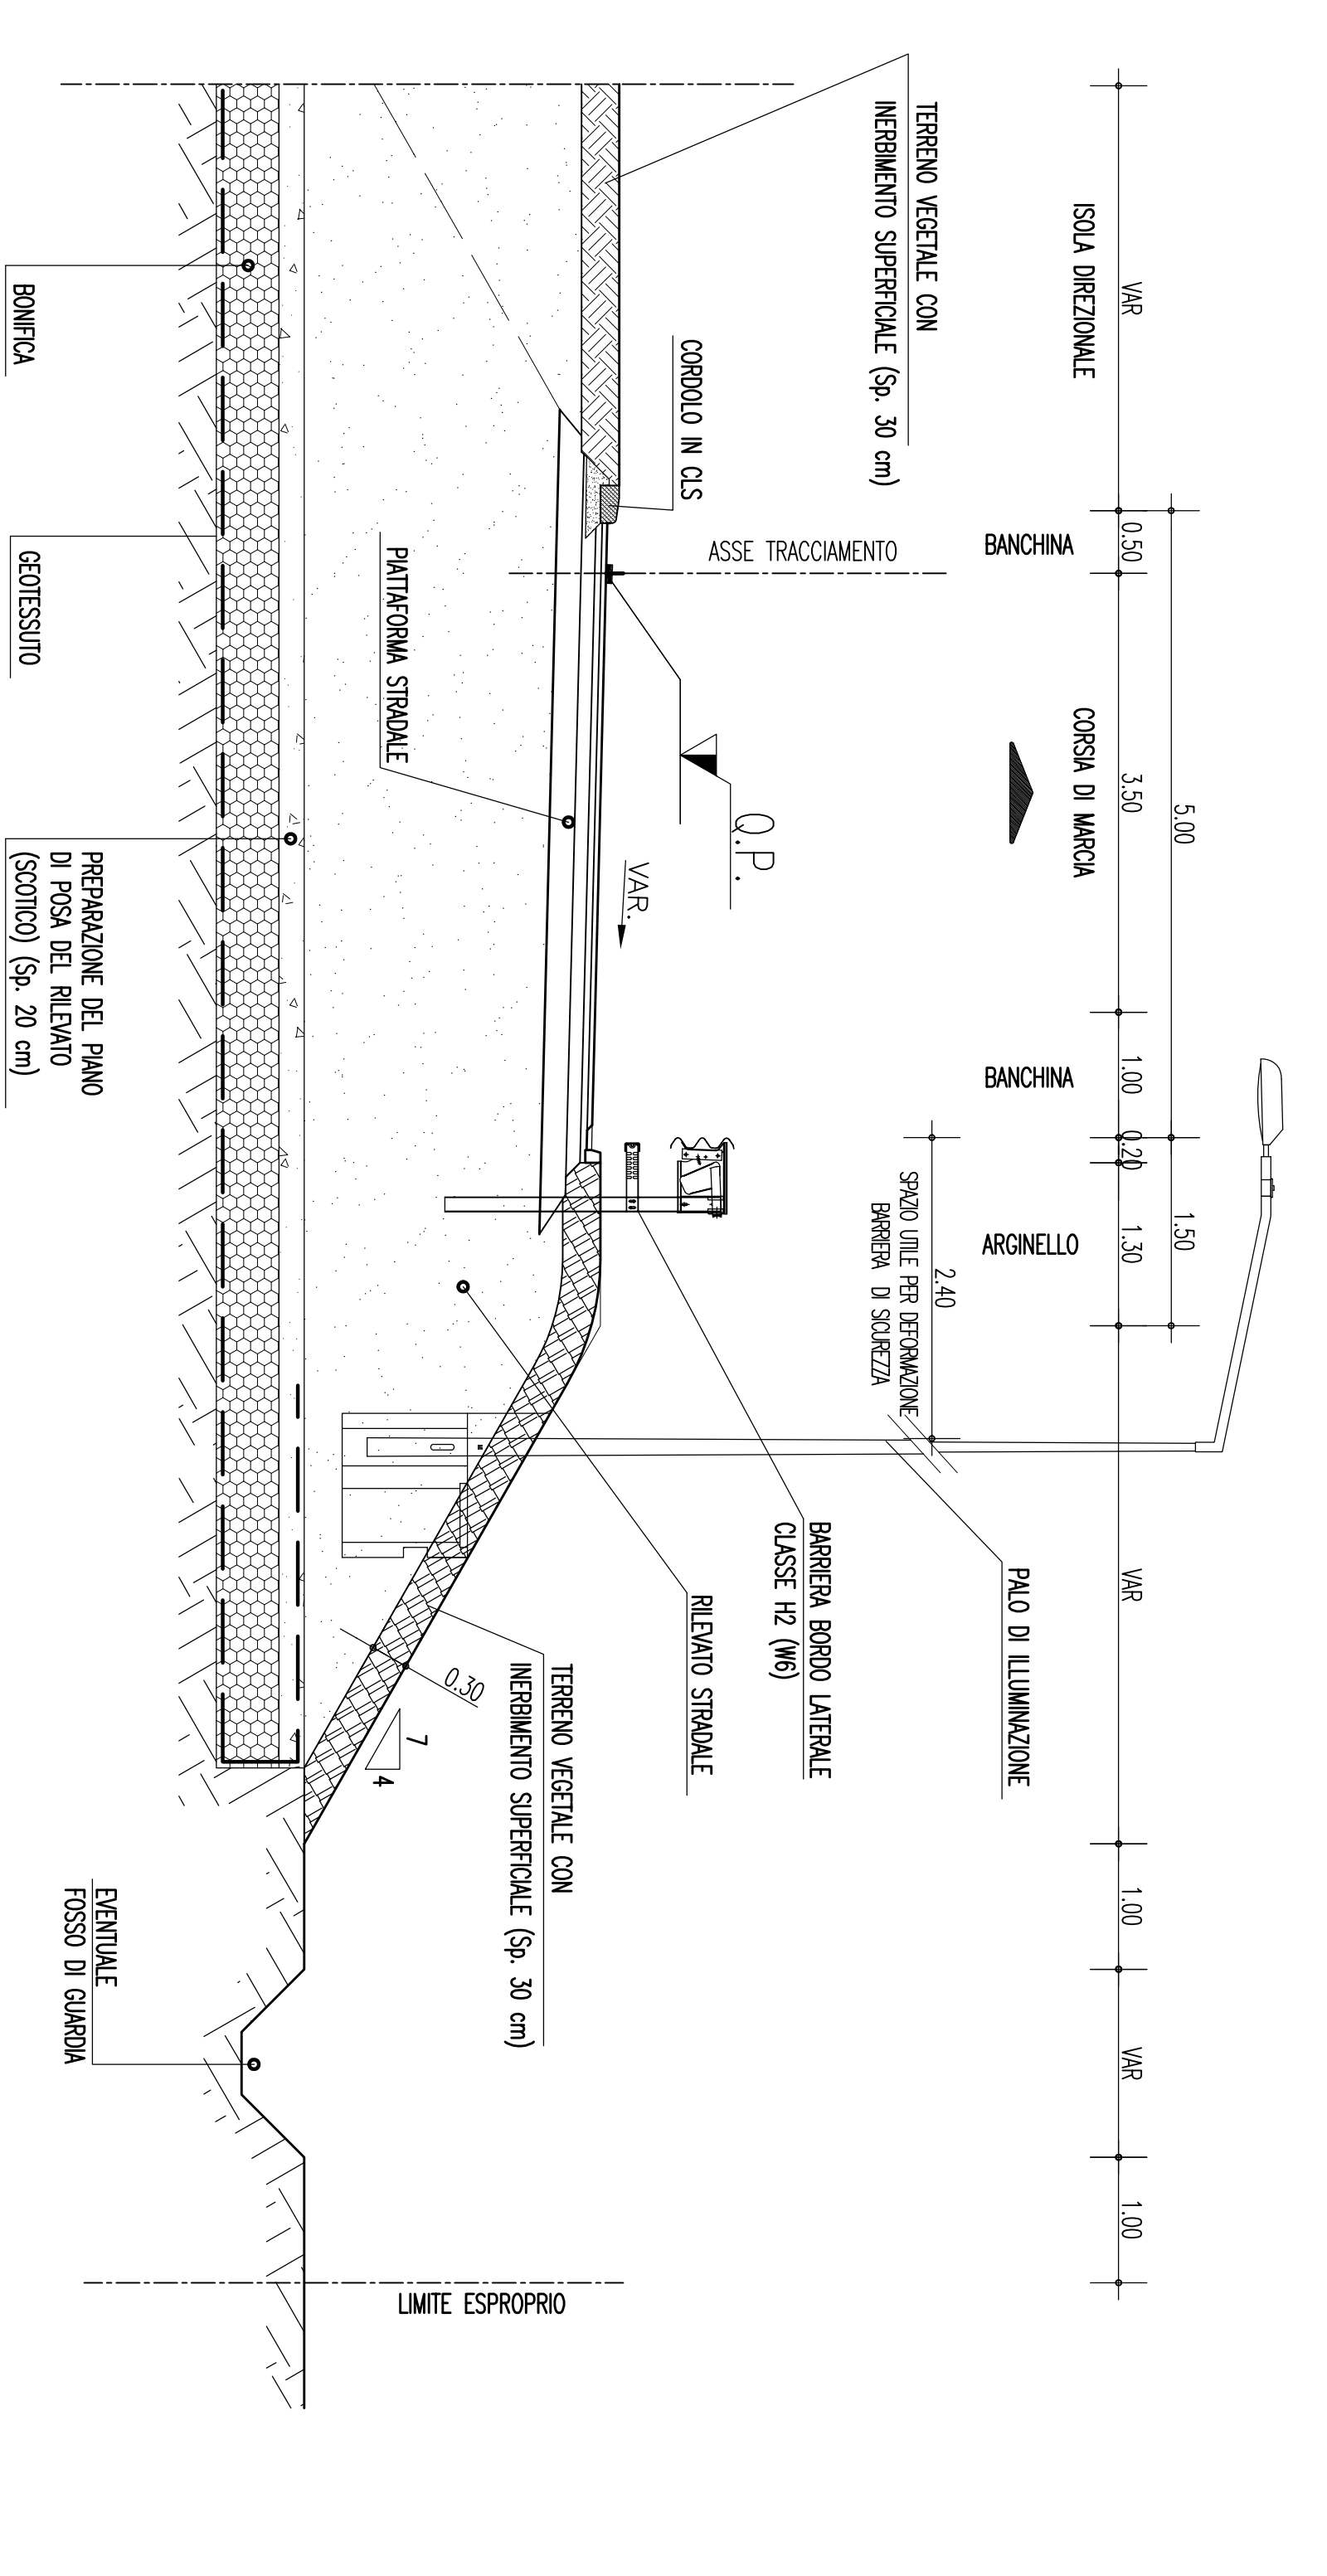 5.00
1.50
VAR
0.50
3.50
1.00
0.20
1.30
VAR
1.00
VAR
1.00
ISOLA DIREZIONALE
BANCHINA
CORSIA DI MARCIA
BANCHINA
ARGINELLO
2.40
SPAZIO UTILE PER DEFORMAZIONE
BARRIERA DI SICUREZZA
TERRENO VEGETALE CON
INERBIMENTO SUPERFICIALE (Sp. 30 cm)
ASSE TRACCIAMENTO
CORDOLO IN CLS
Q.P.
VAR.
PALO DI ILLUMINAZIONE
BARRIERA BORDO LATERALE
CLASSE H2 (W6)
RILEVATO STRADALE
TERRENO VEGETALE CON
INERBIMENTO SUPERFICIALE (Sp. 30 cm)
0.30
7
4
LIMITE ESPROPRIO
PIATTAFORMA STRADALE
BONIFICA
GEOTESSUTO
PREPARAZIONE DEL PIANO
DI POSA DEL RILEVATO
(SCOTICO) (Sp. 20 cm)
EVENTUALE
FOSSO DI GUARDIA